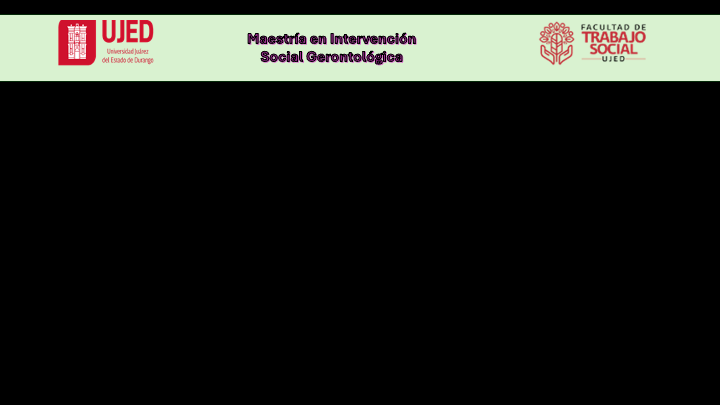 UJED
Universidad Juárez
del Estado de Durango
Maestría en Intervención
Social Gerontológica
FACULTAD DE
TRABAJO
SOCIAL
UJED